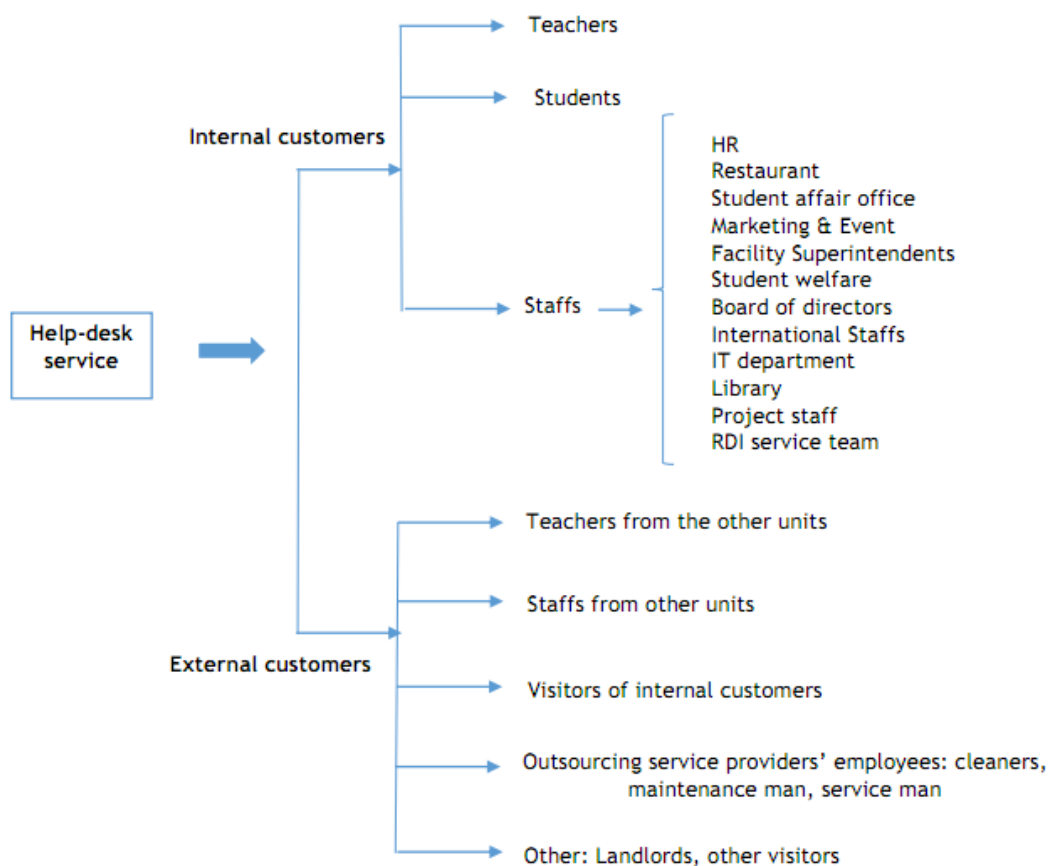 Teachers
Students
Internal customers
HR
Restaurant
Student affair office
Marketing & Event
Facility Superintendents
Student welfare
Board of directors
International Staffs
IT department
Library
Project staff
RDI service team
Staffs
Help-desk
service
Teachers from the other units
Staffs from other units
External customers
Visitors of internal customers
Outsourcing service providers’ employees: cleaners,
maintenance man, service man
Other: Landlords, other visitors